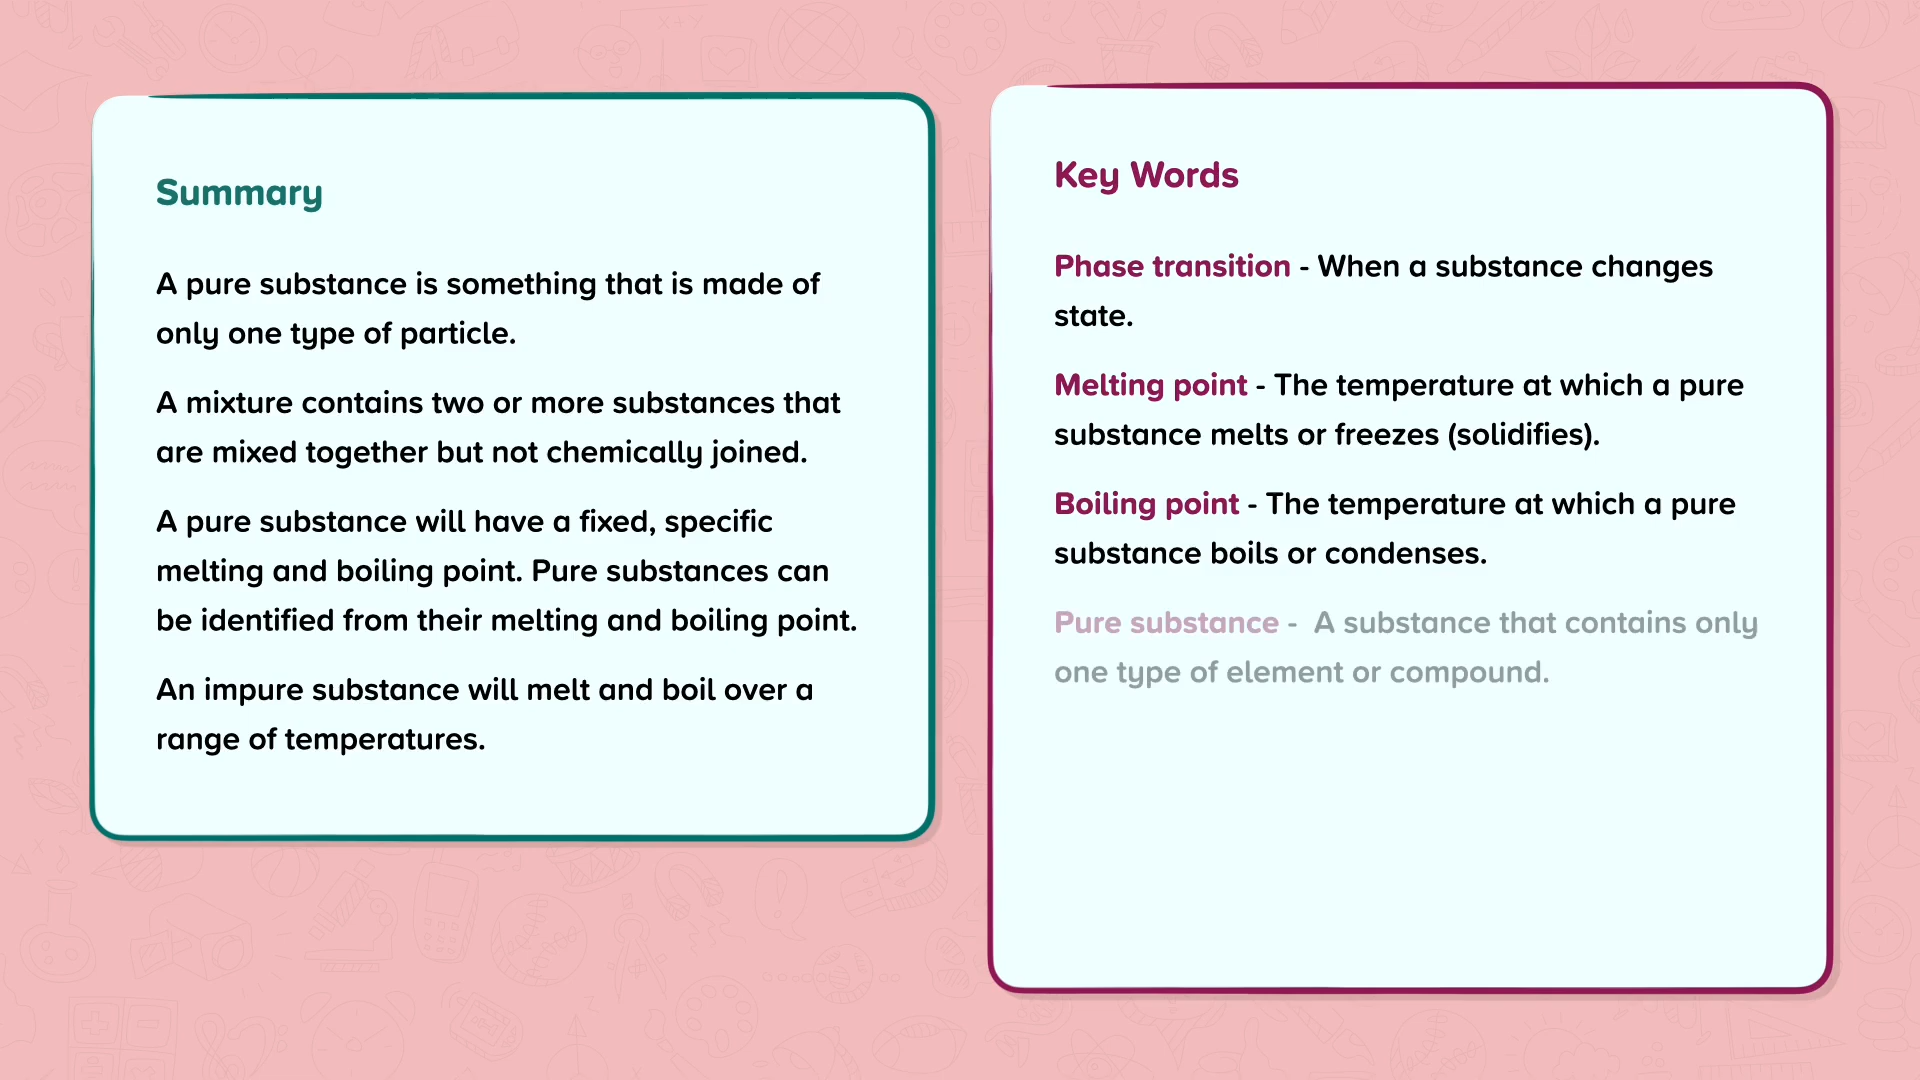 Summary
A pure substance is something that is made of
only one type of particle.
A mixture contains two or more substances that
are mixed together but not chemically joined.
A pure substance will have a fixed, specific
melting and boiling point. Pure substances can
be identified from their melting and boiling point.
An impure substance will melt and boil over a
range of temperatures.
Key Words
Phase transition - When a substance changes
state.
Melting point - The temperature at which a pure
substance melts or freezes (solidifies).
Boiling point - The temperature at which a pure
substance boils or condenses.
Pure substance - A substance that contains only
one type of element or compound.